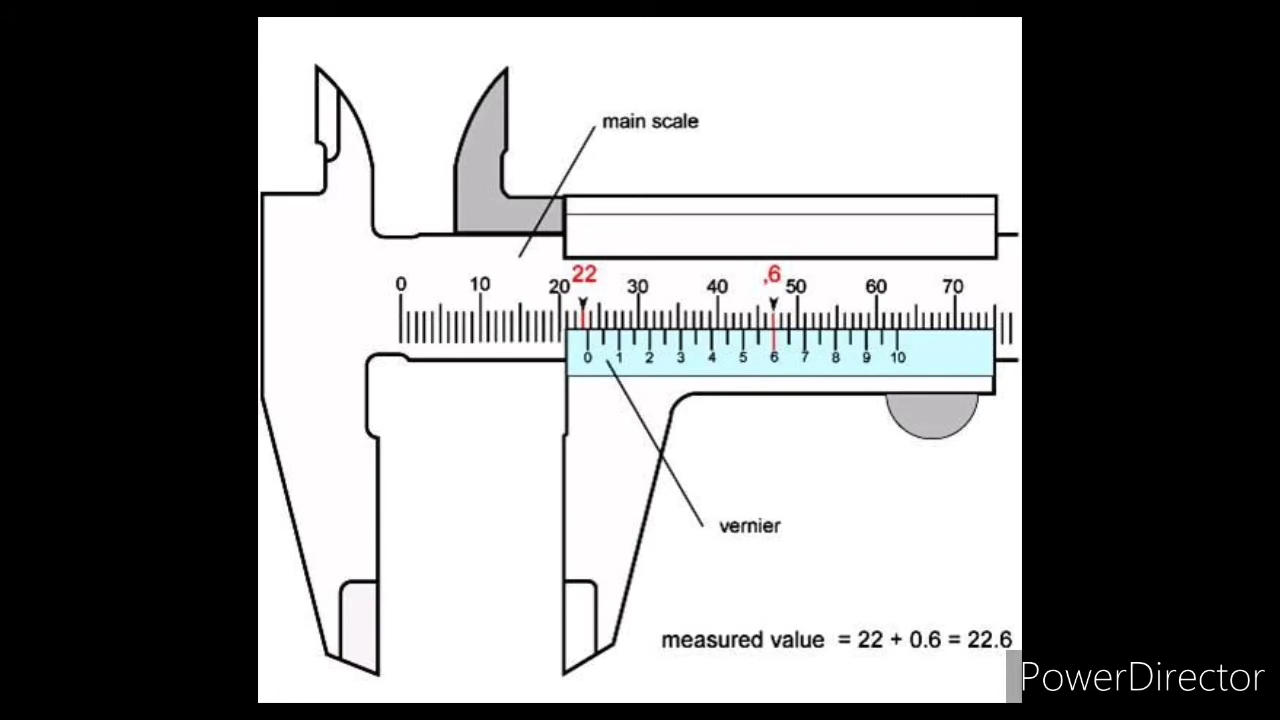 main scale
0 10 20 22 30 40 ,6 50 60 70
0 1 2 3 4 5 6 7 8 9 10
vernier
measured value = 22 + 0.6 = 22.6
PowerDirector